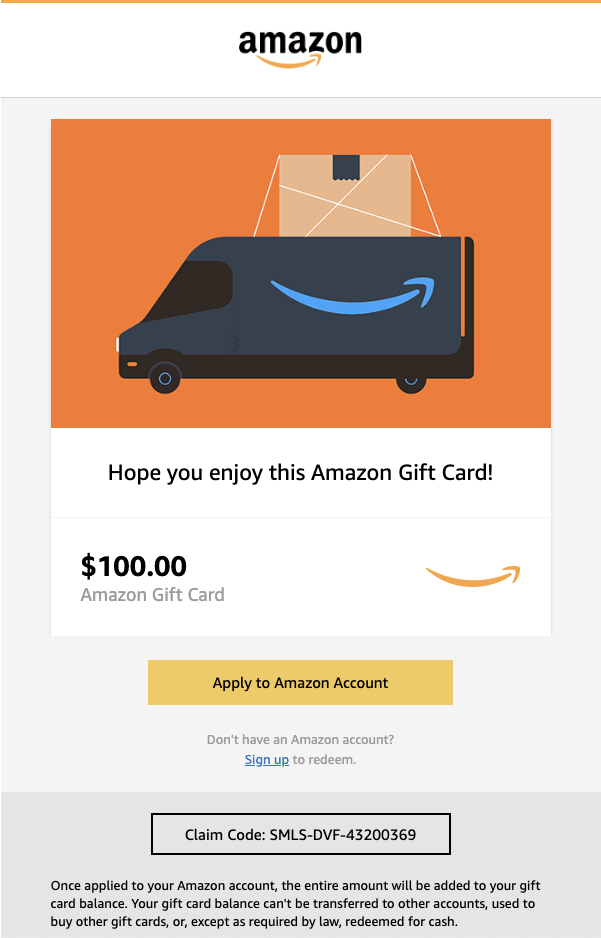 amazon
Hope you enjoy this Amazon Gift Card!
$100.00
Amazon Gift Card
Apply to Amazon Account
Don't have an Amazon account?
Sign up to redeem.
Claim Code: SMLS-DVF-43200369
Once applied to your Amazon account, the entire amount will be added to your gift
card balance. Your gift card balance can't be transferred to other accounts, used to
buy other gift cards, or, except as required by law, redeemed for cash.